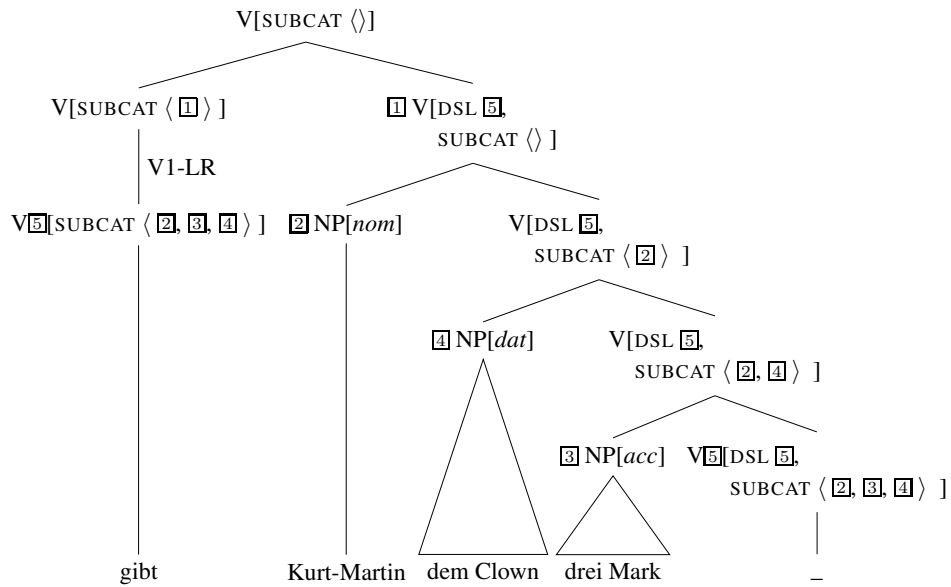 V[SUBCAT ⟨⟩]
V[SUBCAT ⟨ 1 ⟩ ]
1 V[DSL 5,
SUBCAT ⟨⟩ ]
V1-LR
V5[SUBCAT ⟨ 2, 3, 4 ⟩ ]
2 NP[nom]
V[DSL 5,
SUBCAT ⟨ 2 ⟩ ]
4 NP[dat]
V[DSL 5,
SUBCAT ⟨ 2, 4 ⟩ ]
3 NP[acc]
V5[DSL 5,
SUBCAT ⟨ 2, 3, 4 ⟩ ]
gibt Kurt-Martin dem Clown drei Mark _